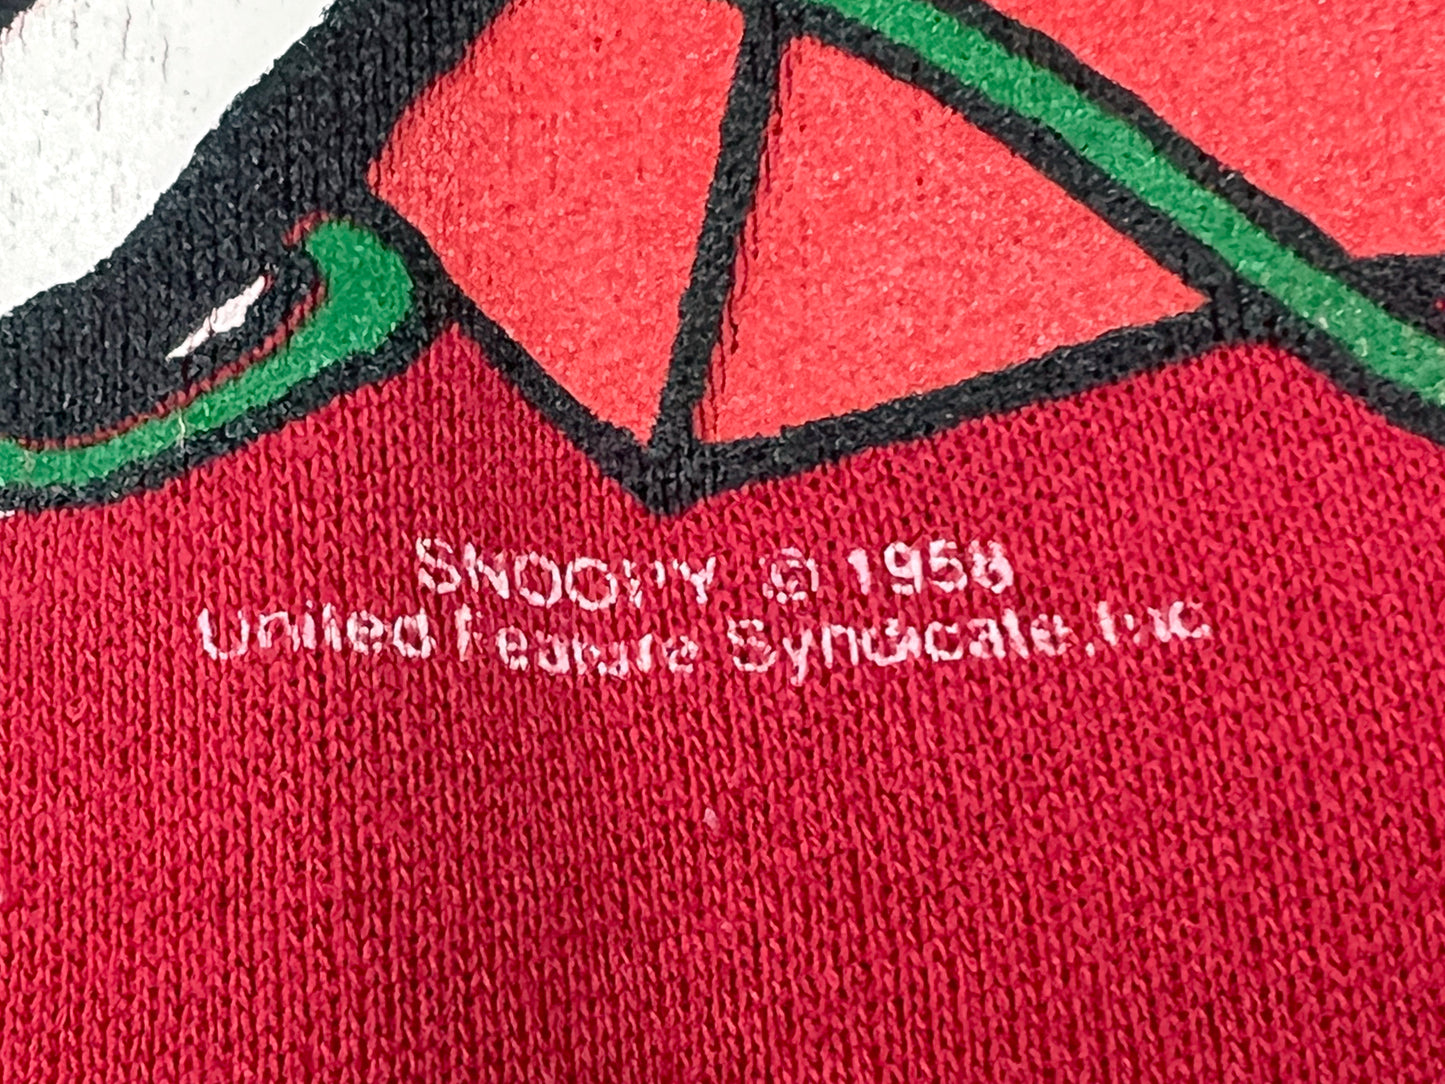 SNOOPY © 1958
United Feature Syndicate, Inc